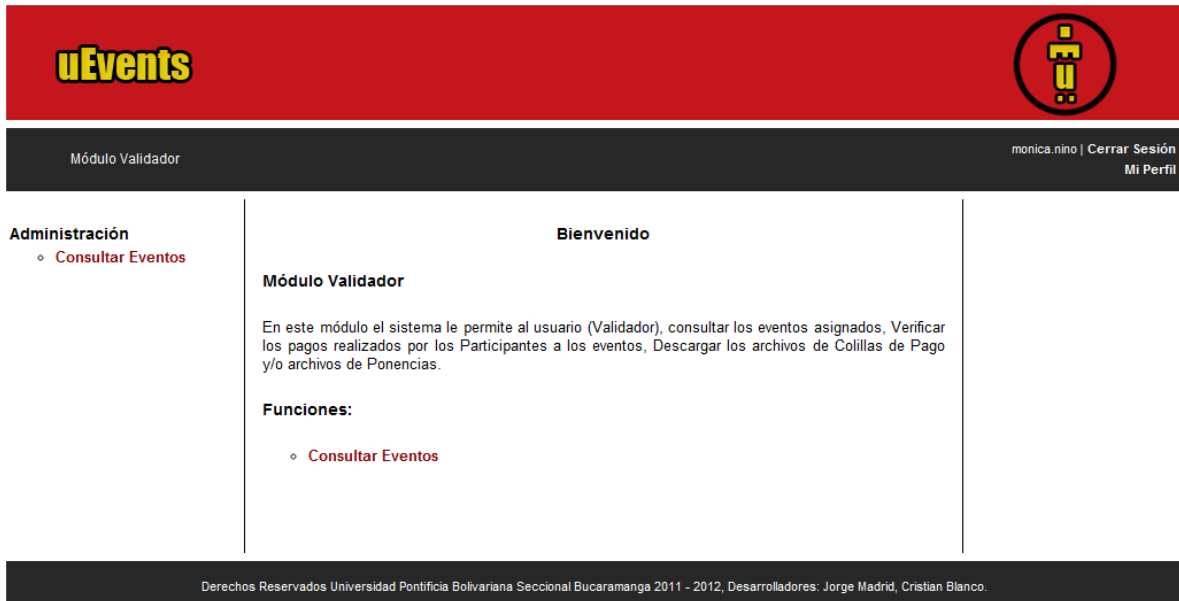 uEvents
Módulo Validador
monica.nino | Cerrar Sesión
Mi Perfil
Administración
Consultar Eventos
Bienvenido
Módulo Validador
En este módulo el sistema le permite al usuario (Validador), consultar los eventos asignados, Verificar
los pagos realizados por los Participantes a los eventos, Descargar los archivos de Colillas de Pago
y/o archivos de Ponencias.
Funciones:
Consultar Eventos
Derechos Reservados Universidad Pontificia Bolivariana Seccional Bucaramanga 2011 - 2012, Desarrolladores: Jorge Madrid, Cristian Blanco.